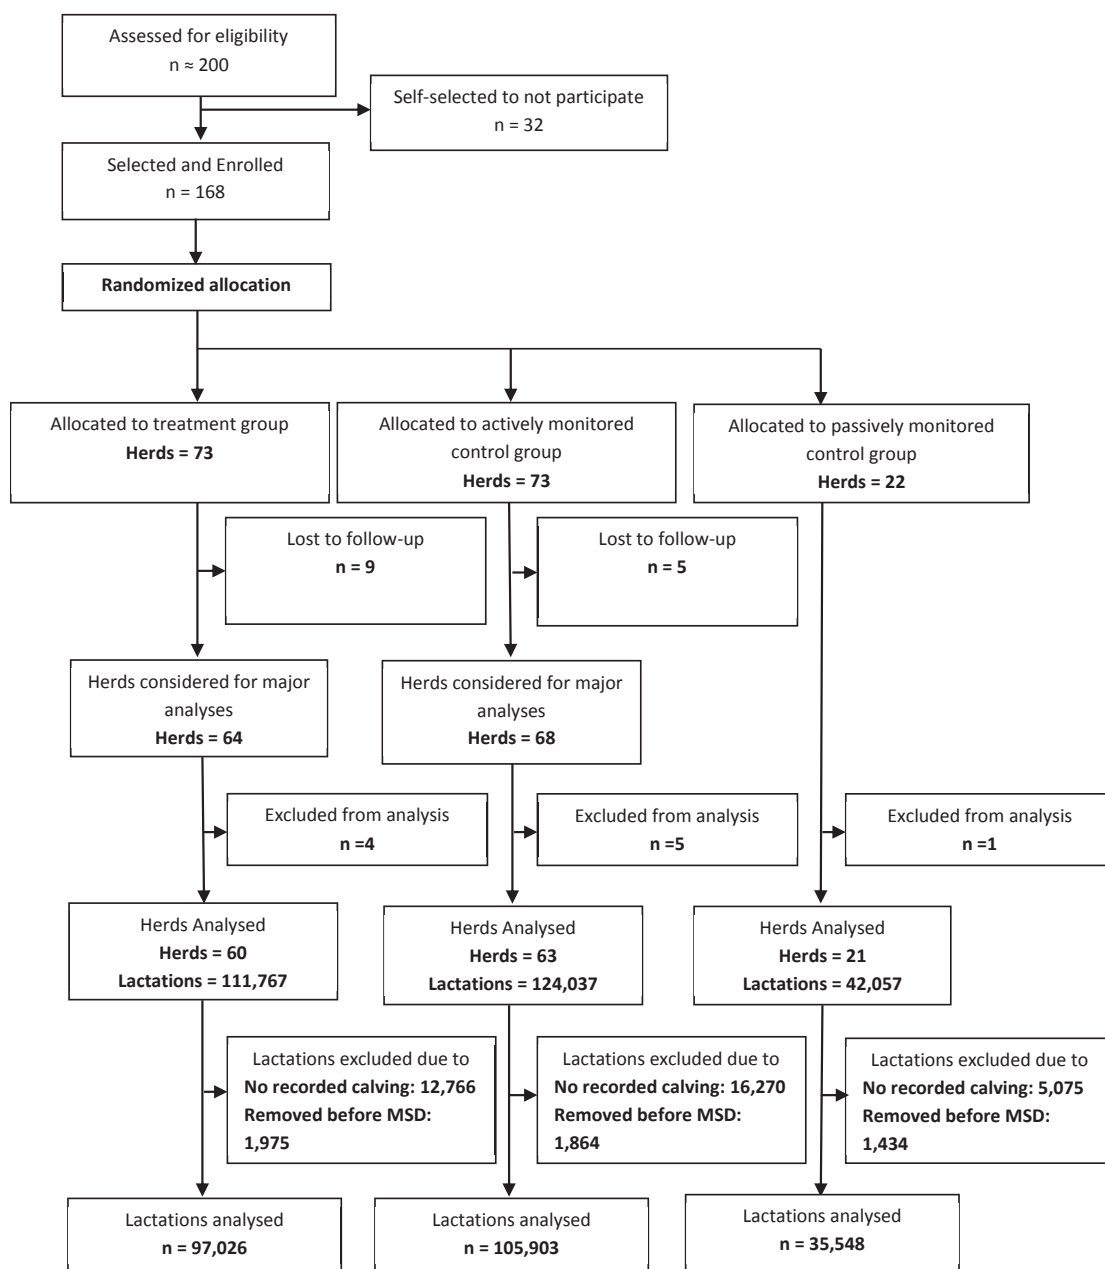 Assessed for eligibility
n ≈ 200
Self-selected to not participate
n = 32
Selected and Enrolled
n = 168
Randomized allocation
Allocated to treatment group
Herds = 73
Allocated to actively monitored
control group
Herds = 73
Allocated to passively monitored
control group
Herds = 22
Lost to follow-up
n = 9
Lost to follow-up
n = 5
Herds considered for major
analyses
Herds = 64
Herds considered for major
analyses
Herds = 68
Excluded from analysis
n =4
Excluded from analysis
n =5
Excluded from analysis
n =1
Herds Analysed
Herds = 60
Lactations = 111,767
Herds Analysed
Herds = 63
Lactations = 124,037
Herds Analysed
Herds = 21
Lactations = 42,057
Lactations excluded due to
No recorded calving: 12,766
Removed before MSD:
1,975
Lactations excluded due to
No recorded calving: 16,270
Removed before MSD:
1,864
Lactations excluded due to
No recorded calving: 5,075
Removed before MSD:
1,434
Lactations analysed
n = 97,026
Lactations analysed
n = 105,903
Lactations analysed
n = 35,548